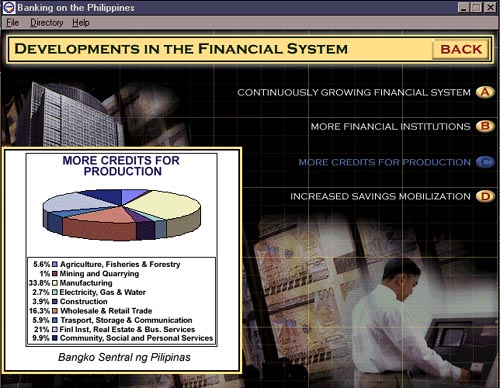 Banking on the Philippines
File Directory Help
DEVELOPMENTS IN THE FINANCIAL SYSTEM
BACK
CONTINUOUSLY GROWING FINANCIAL SYSTEM A
MORE FINANCIAL INSTITUTIONS B
MORE CREDITS FOR PRODUCTION C
INCREASED SAVINGS MOBILIZATION D
MORE CREDITS FOR
PRODUCTION
5.6% Agriculture, Fisheries & Forestry
1% Mining and Quarrying
33.8% Manufacturing
2.7% Electricity, Gas & Water
3.9% Construction
16.3% Wholesale & Retail Trade
5.9% Trasport, Storage & Communication
21% Finl Inst, Real Estate & Bus. Services
9.9% Community, Social and Personal Services
Bangko Sentral ng Pilipinas